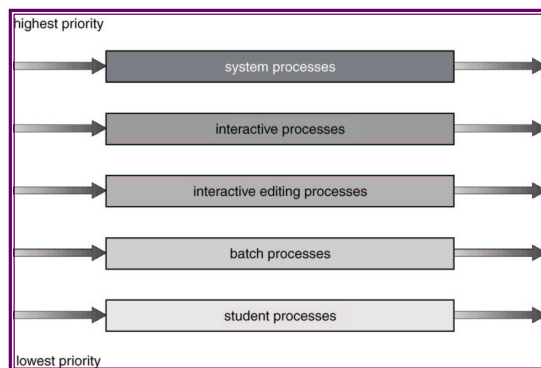 highest priority
system processes
interactive processes
interactive editing processes
batch processes
student processes
lowest priority